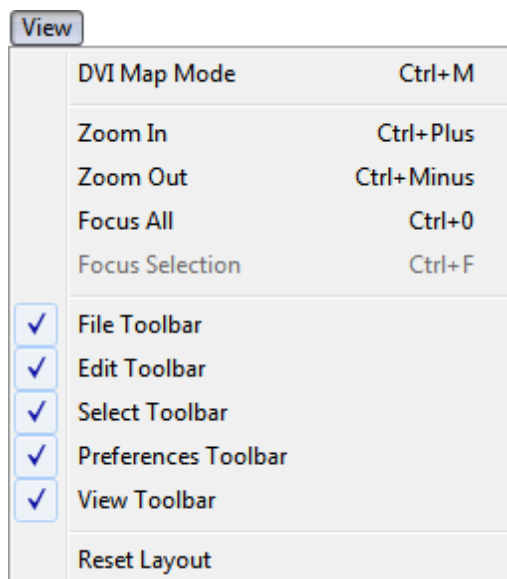 View
DVI Map Mode Ctrl+M
Zoom In Ctrl+Plus
Zoom Out Ctrl+Minus
Focus All Ctrl+0
Focus Selection Ctrl+F
File Toolbar
Edit Toolbar
Select Toolbar
Preferences Toolbar
View Toolbar
Reset Layout